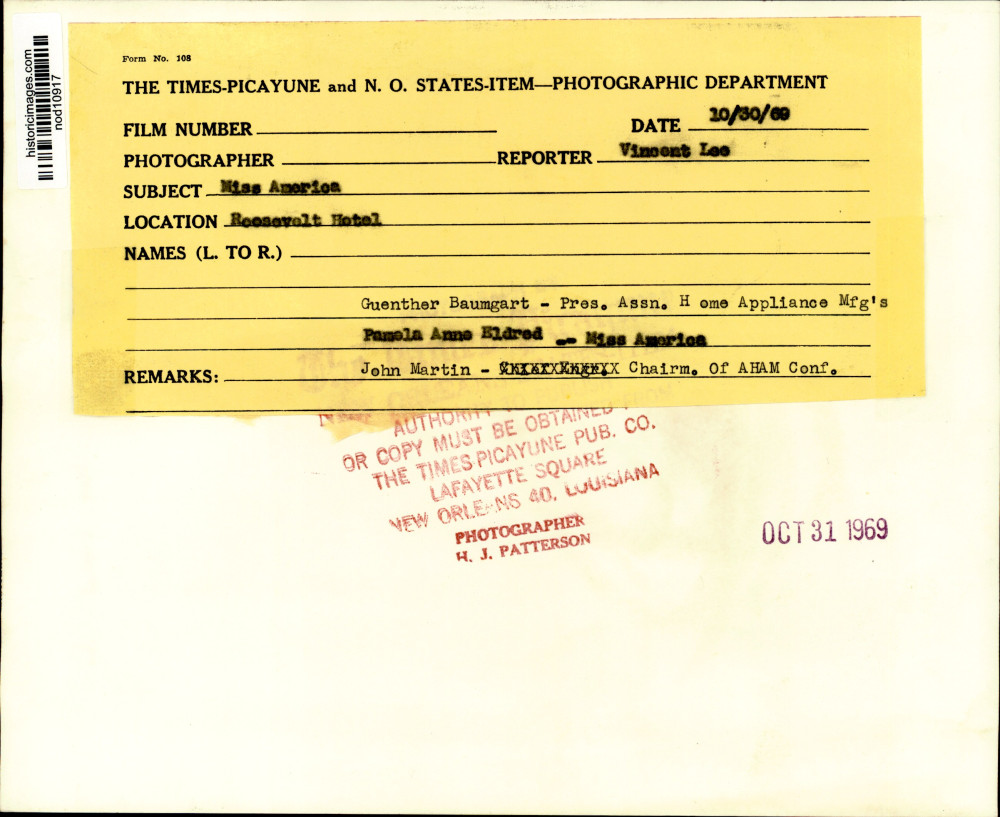 historicimages.com
nod109117
Form No. 108
THE TIMES-PICAYUNE and N. O. STATES-ITEM—PHOTOGRAPHIC DEPARTMENT
FILM NUMBER DATE 10/30/69
PHOTOGRAPHER REPORTER Vincent Lee
SUBJECT Miss America
LOCATION Roosevelt Hotel
NAMES (L. TO R.)
Guenther Baumgart - Pres. Assn. H ome Appliance Mfg's
Pamela Anne Eldred -- Miss America
REMARKS: John Martin - Chairm. Of AHAM Conf.
AUTHORITY
OR COPY MUST BE OBTAINED
THE TIMES PICAYUNE PUB. CO.
LAFAYETTE SQUARE
NEW ORLEANS 40, LOUISIANA
PHOTOGRAPHER
H. J. PATTERSON
OCT 31 1969